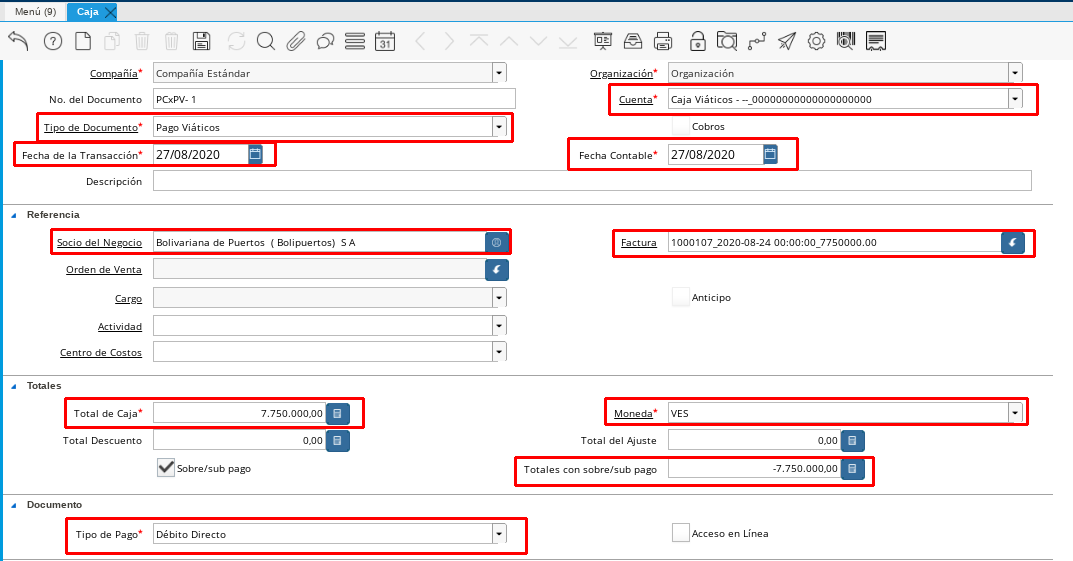 Menú (9) Caja
31
Compañía* Compañía Estándar Organización* Organización
No. del Documento PCxPV- 1 Cuenta* Caja Viáticos - --_00000000000000000000
Tipo de Documento* Pago Viáticos Cobros
Fecha de la Transacción* 27/08/2020 Fecha Contable* 27/08/2020
Descripción
Referencia
Socio del Negocio Bolivariana de Puertos ( Bolipuertos) S A Factura 1000107_2020-08-24 00:00:00_7750000.00
Orden de Venta
Cargo Anticipo
Actividad
Centro de Costos
Totales
Total de Caja* 7.750.000,00 Moneda* VES
Total Descuento 0,00 Total del Ajuste 0,00
Sobre/sub pago Totales con sobre/sub pago -7.750.000,00
Documento
Tipo de Pago* Débito Directo Acceso en Línea